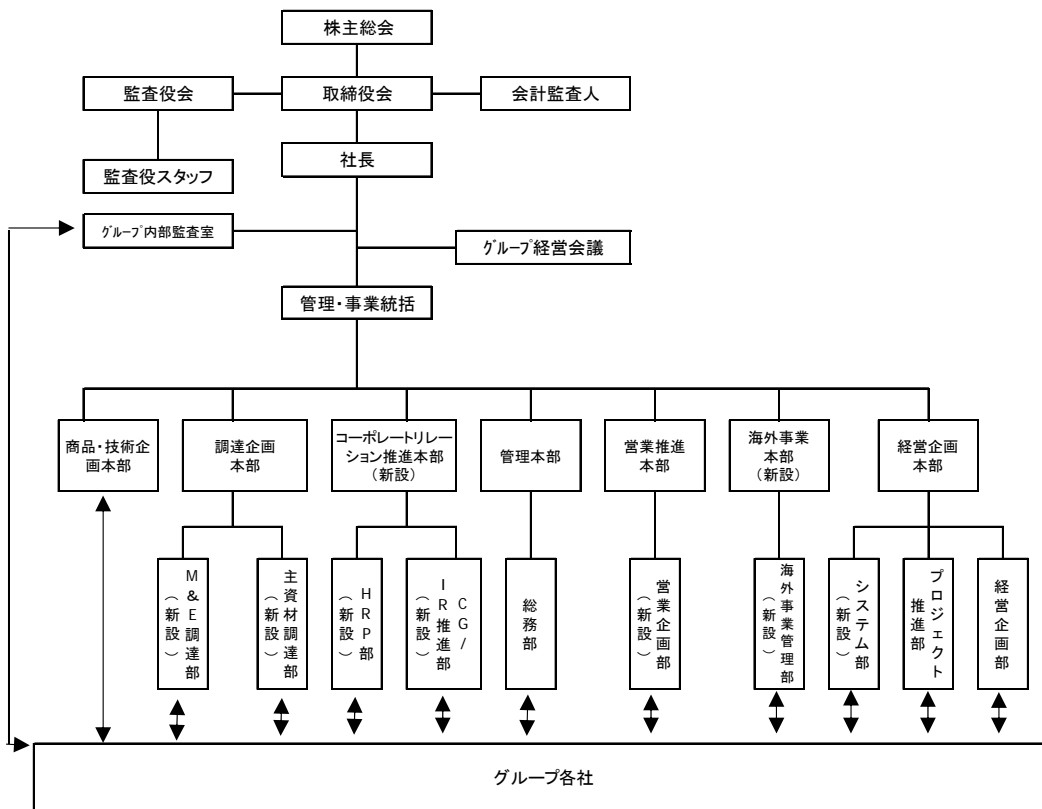 株主総会
監査役会
取締役会
会計監査人
社長
監査役スタッフ
グループ内部監査室
グループ経営会議
管理・事業統括
商品・技術企
画本部
調達企画
本部
コーポレートリレー
ション推進本部
(新設)
管理本部
営業推進
本部
海外事業
本部(新設)
経営企画
本部
M&E調達部
(新設)
主資材調達部
(新設)
HRP部
(新設)
CG/
IR推進部
(新設)
総務部
営業企画部
(新設)
海外事業管理部
(新設)
システム部
(新設)
プロジェクト
推進部
経営企画部
グループ各社